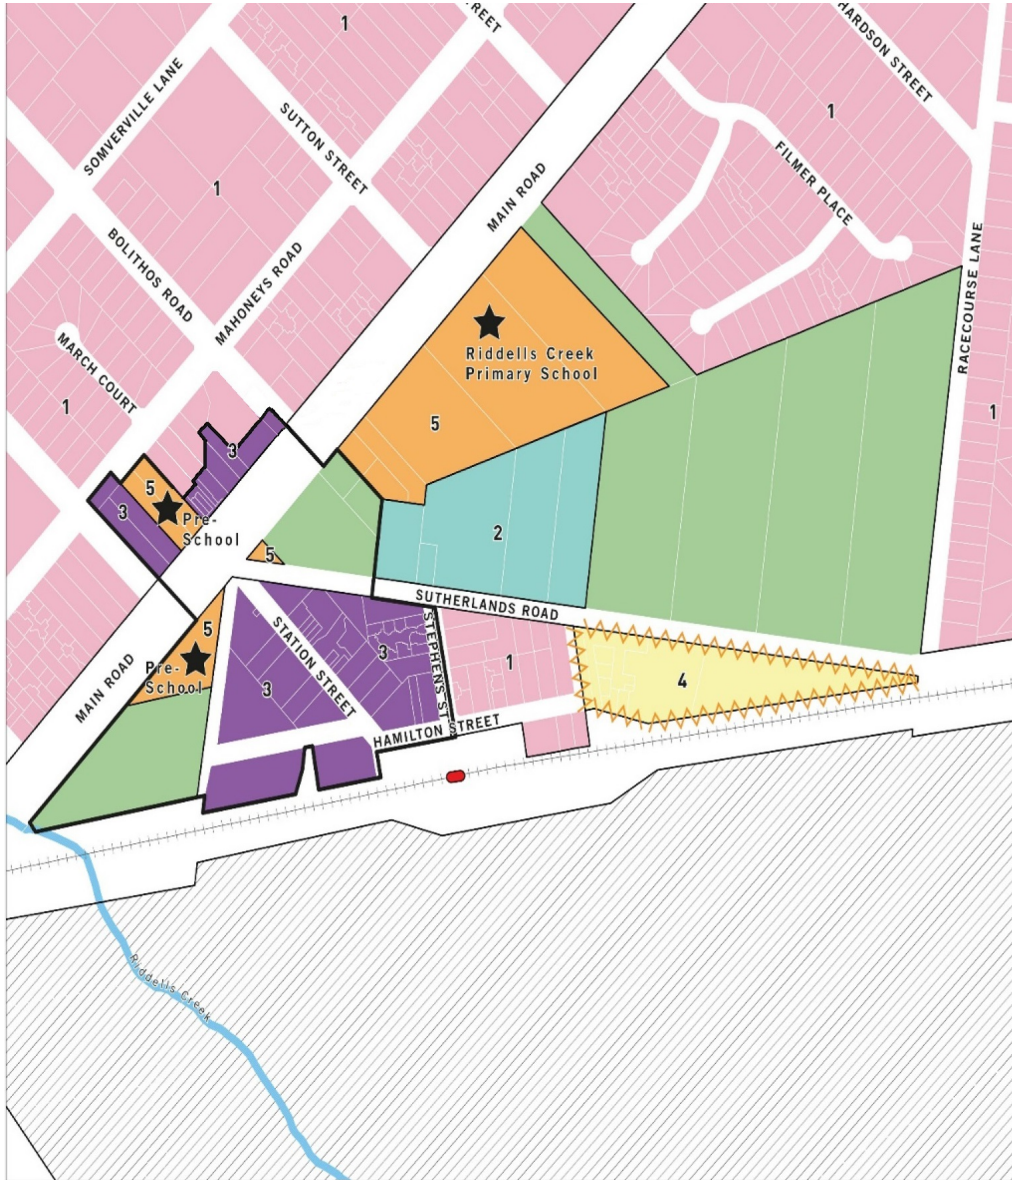 REET
HARDSON STREET
1
1
SOMVERVILLE LANE
SUTTON STREET
1
FILMER PLACE
MAIN ROAD
BOLITHOS ROAD
MAHONEYS ROAD
RACECOURSE LANE
Riddells Creek
Primary School
MARCH COURT
1
1
5
3
5
3
Pre-
School
2
5
SUTHERLANDS ROAD
5
STATION STREET
STEPHENS ST
3
Pre-
School
1
4
3
MAIN ROAD
HAMILTON STREET
Riddells Creek